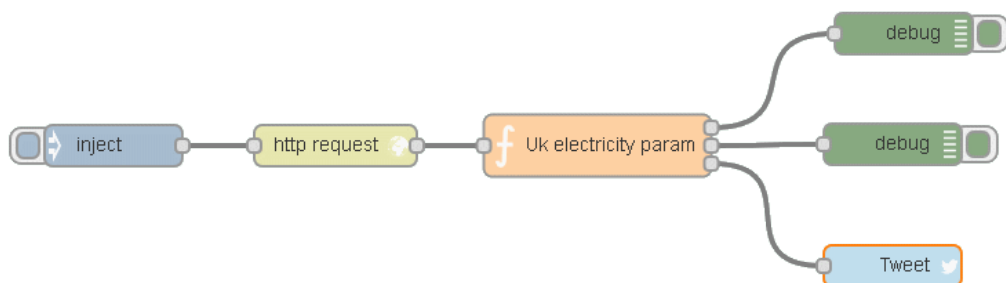 debug
inject
http request
Uk electricity param
debug
Tweet